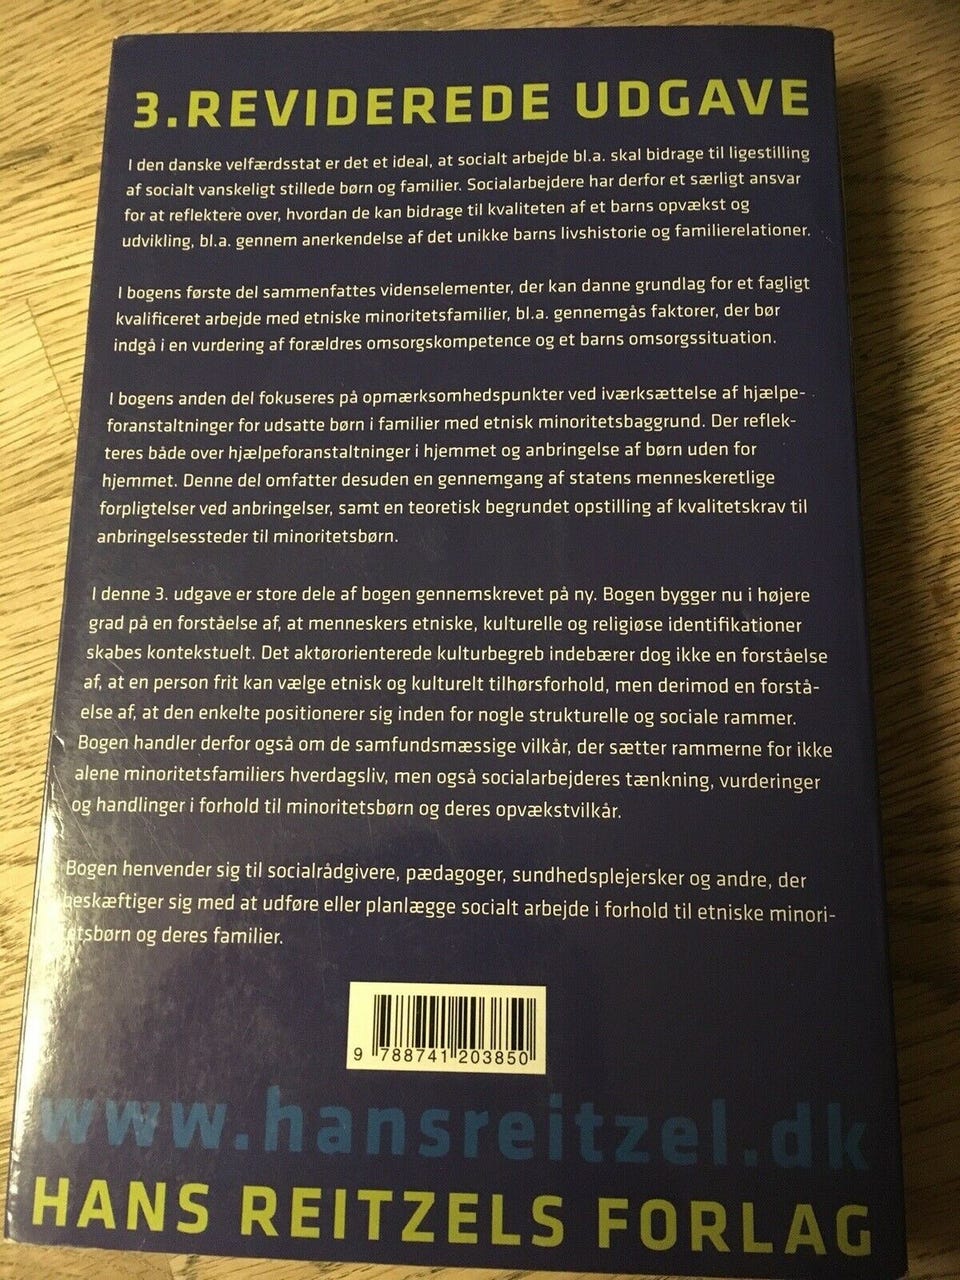 3.REVIDEREDE UDGAVE
I den danske velfærdsstat er det et ideal, at socialt arbejde bl.a. skal bidrage til ligestilling
af socialt vanskeligt stillede børn og familier. Socialarbejdere har derfor et særligt ansvar
for at reflektere over, hvordan de kan bidrage til kvaliteten af et barns opvækst og
udvikling, bl.a. gennem anerkendelse af det unikke barns livshistorie og familierelationer.
I bogens første del sammenfattes videnselementer, der kan danne grundlag for et fagligt
kvalificeret arbejde med etniske minoritetsfamilier, bl.a. gennemgås faktorer, der bør
indgå i en vurdering af forældres omsorgskompetence og et barns omsorgssituation.
I bogens anden del fokuseres på opmærksomhedspunkter ved iværksættelse af hjælpe-
foranstaltninger for udsatte børn i familier med etnisk minoritetsbaggrund. Der reflek-
teres både over hjælpeforanstaltninger i hjemmet og anbringelse af børn uden for
hjemmet. Denne del omfatter desuden en gennemgang af statens menneskeretlige
forpligtelser ved anbringelser, samt en teoretisk begrundet opstilling af kvalitetskrav til
anbringelsessteder til minoritetsbørn.
I denne 3. udgave er store dele af bogen gennemskrevet på ny. Bogen bygger nu i højere
grad på en forståelse af, at menneskers etniske, kulturelle og religiøse identifikationer
skabes kontekstuelt. Det aktørorienterede kulturbegreb indebærer dog ikke en forståelse
af, at en person frit kan vælge etnisk og kulturelt tilhørsforhold, men derimod en forstå-
else af, at den enkelte positionerer sig inden for nogle strukturelle og sociale rammer.
Bogen handler derfor også om de samfundsmæssige vilkår, der sætter rammerne for ikke
alene minoritetsfamiliers hverdagsliv, men også socialarbejderes tænkning, vurderinger
og handlinger i forhold til minoritetsbørn og deres opvækstvilkår.
Bogen henvender sig til socialrådgivere, pædagoger, sundhedsplejersker og andre, der
beskæftiger sig med at udføre eller planlægge socialt arbejde i forhold til etniske minori-
tetsbørn og deres familier.
9 788741 203850
www.hansreitzel.dk
HANS REITZELS FORLAG